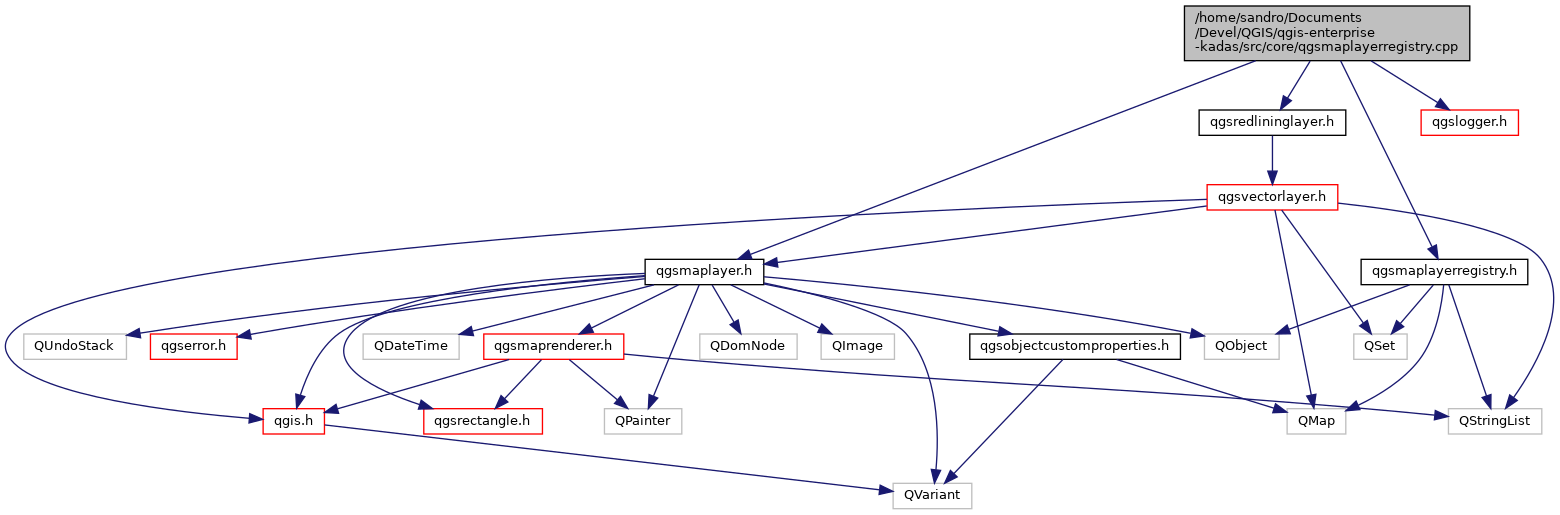 /home/sandro/Documents
/Devel/QGIS/qgis-enterprise
-kadas/src/core/qgsmaplayerregistry.cpp
qgsredlininglayer.h
qgslogger.h
qgsvectorlayer.h
qgsmaplayer.h
qgsmaplayerregistry.h
QUndoStack
qgserror.h
QDateTime
qgsmaprenderer.h
QDomNode
QImage
qgsobjectcustomproperties.h
QObject
QSet
qgis.h
qgsrectangle.h
QPainter
QMap
QStringList
QVariant